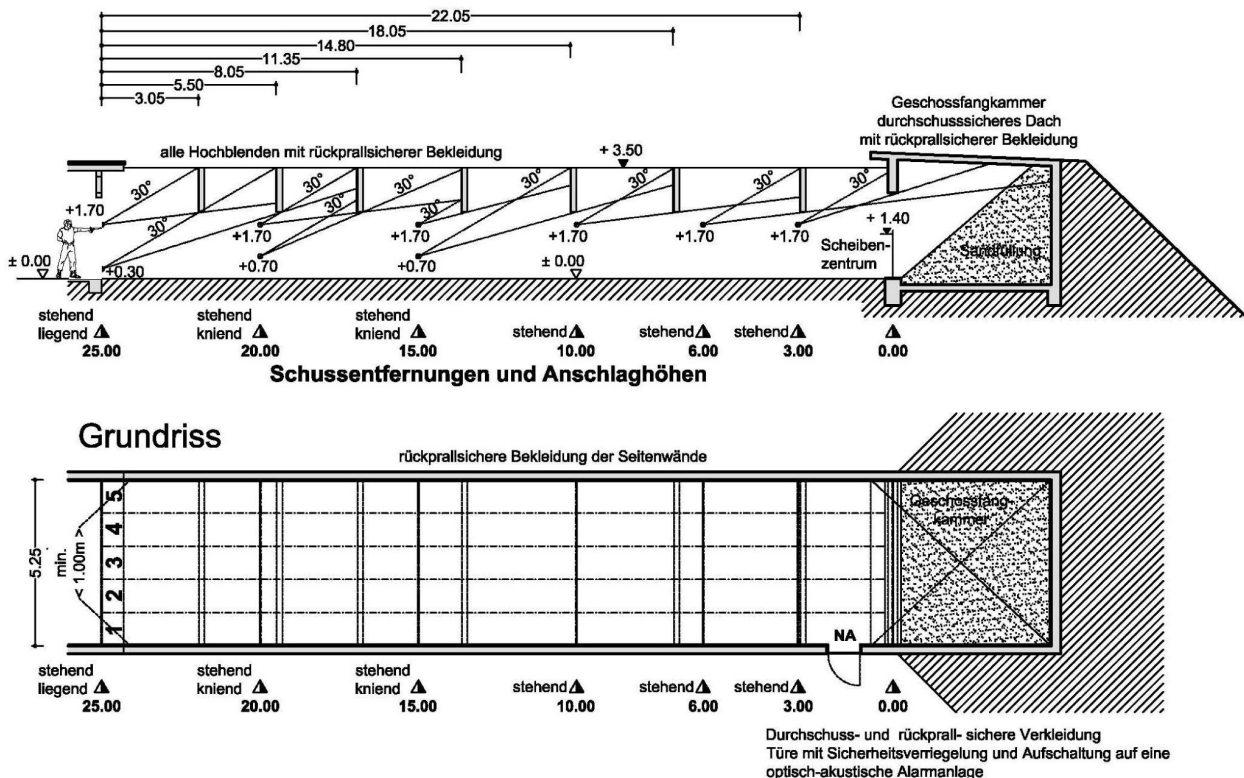 22.05
18.05
14.80
11.35
8.05
5.50
3.05
Geschossfangkammer
durchschusssicheres Dach
mit rückprallsicherer Bekleidung
alle Hochblenden mit rückprallsicherer Bekleidung
+ 3.50
30° 30° 30° 30° 30° 30° 30° 30° 30° 30°
+1.70
+1.70 +1.70 +1.70 +1.70 +1.70
+ 1.40
Scheiben-
zentrum
Sandfüllung
± 0.00
+0.30 +0.70 +0.70 ± 0.00
stehend
liegend
25.00
stehend
kniend
20.00
stehend
kniend
15.00
stehend
10.00
stehend
6.00
stehend
3.00
0.00
Schussentfernungen und Anschlaghöhen
Grundriss
rückprallsichere Bekleidung der Seitenwände
5.25
min.
< 1.00m >
5
4
3
2
1
Geschossfang-
kammer
NA
stehend
liegend
25.00
stehend
kniend
20.00
stehend
kniend
15.00
stehend
10.00
stehend
6.00
stehend
3.00
0.00
Durchschuss- und rückprall- sichere Verkleidung
Türe mit Sicherheitsverriegelung und Aufschaltung auf eine
optisch-akustische Alarmanlage